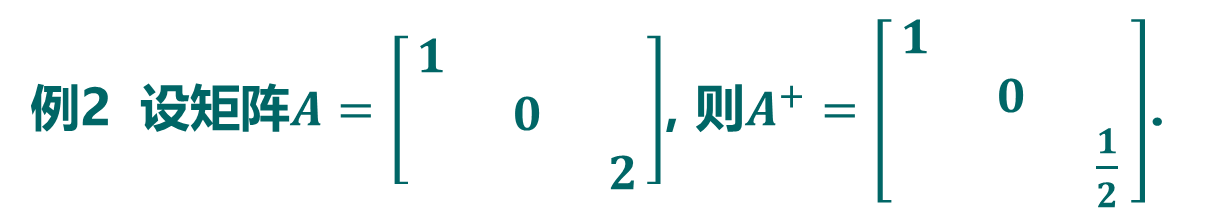 例2 设矩阵A = [1 0 2], 则A⁺ = [1 0 1/2].